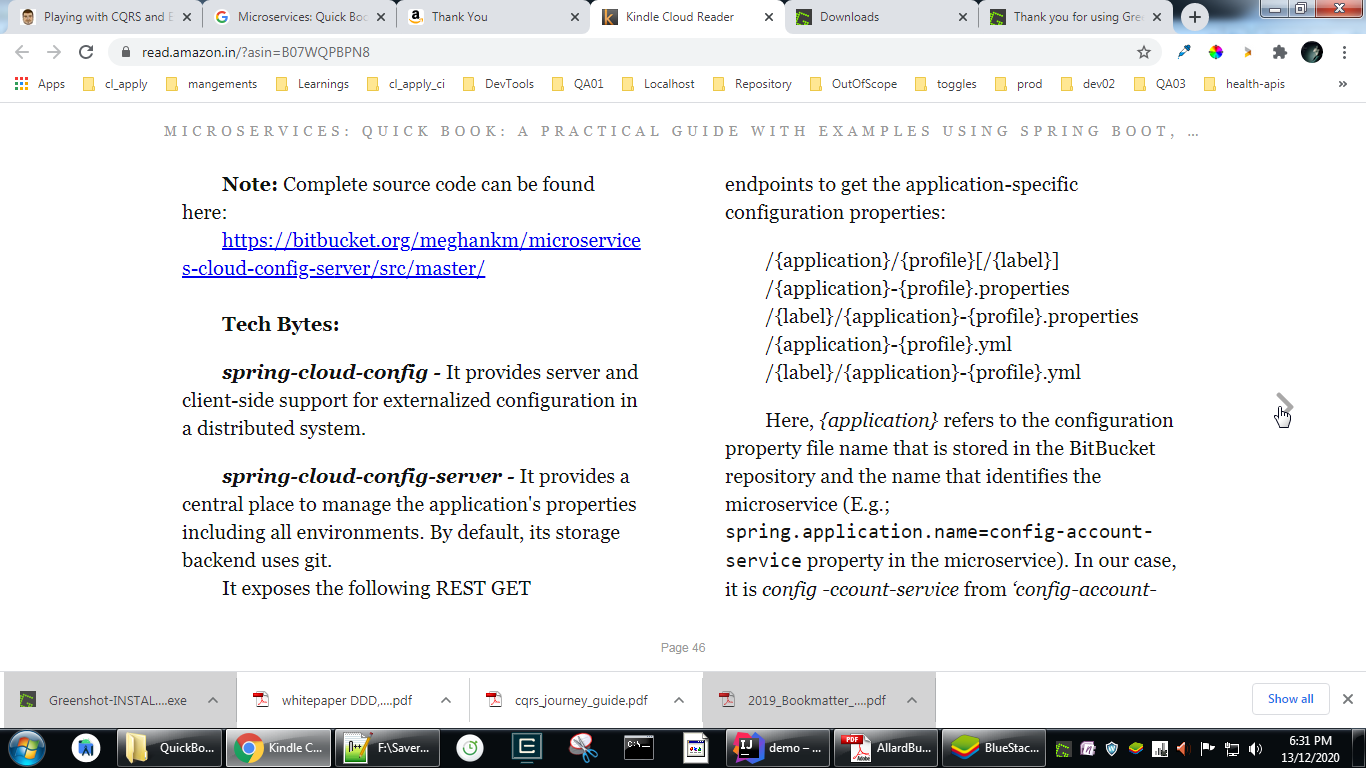 Playing with CQRS and E
Microservices: Quick Boo
Thank You
Kindle Cloud Reader
Downloads
Thank you for using Gre
read.amazon.in/?asin=B07WQPBPN8
Apps
cl_apply
mangements
Learnings
cl_apply_ci
DevTools
QA01
Localhost
Repository
OutOfScope
toggles
prod
dev02
QA03
health-apis
»
MICROSERVICES: QUICK BOOK: A PRACTICAL GUIDE WITH EXAMPLES USING SPRING BOOT, ...
Note: Complete source code can be found
here:
https://bitbucket.org/meghankm/microservice
s-cloud-config-server/src/master/
Tech Bytes:
spring-cloud-config - It provides server and
client-side support for externalized configuration in
a distributed system.
spring-cloud-config-server - It provides a
central place to manage the application's properties
including all environments. By default, its storage
backend uses git.
It exposes the following REST GET
endpoints to get the application-specific
configuration properties:
/{application}/{profile}[/{label}]
/{application}-{profile}.properties
/{label}/{application}-{profile}.properties
/{application}-{profile}.yml
/{label}/{application}-{profile}.yml
Here, {application} refers to the configuration
property file name that is stored in the BitBucket
repository and the name that identifies the
microservice (E.g.;
spring.application.name=config-account-
service property in the microservice). In our case,
it is config -ccount-service from ‘config-account-
Page 46
Greenshot-INSTAL....exe
whitepaper DDD,....pdf
cqrs_journey_guide.pdf
2019_Bookmatter_....pdf
Show all
QuickBo...
Kindle C...
F:\Saver...
demo – ...
AllardBu...
BlueStac...
6:31 PM
13/12/2020